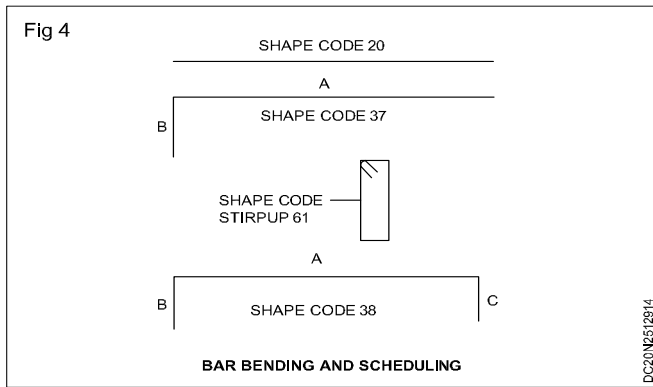 Fig 4
SHAPE CODE 20
A
B
SHAPE CODE 37
SHAPE CODE
STIRPUP 61
A
B
SHAPE CODE 38
C
BAR BENDING AND SCHEDULING
DC20N2512914